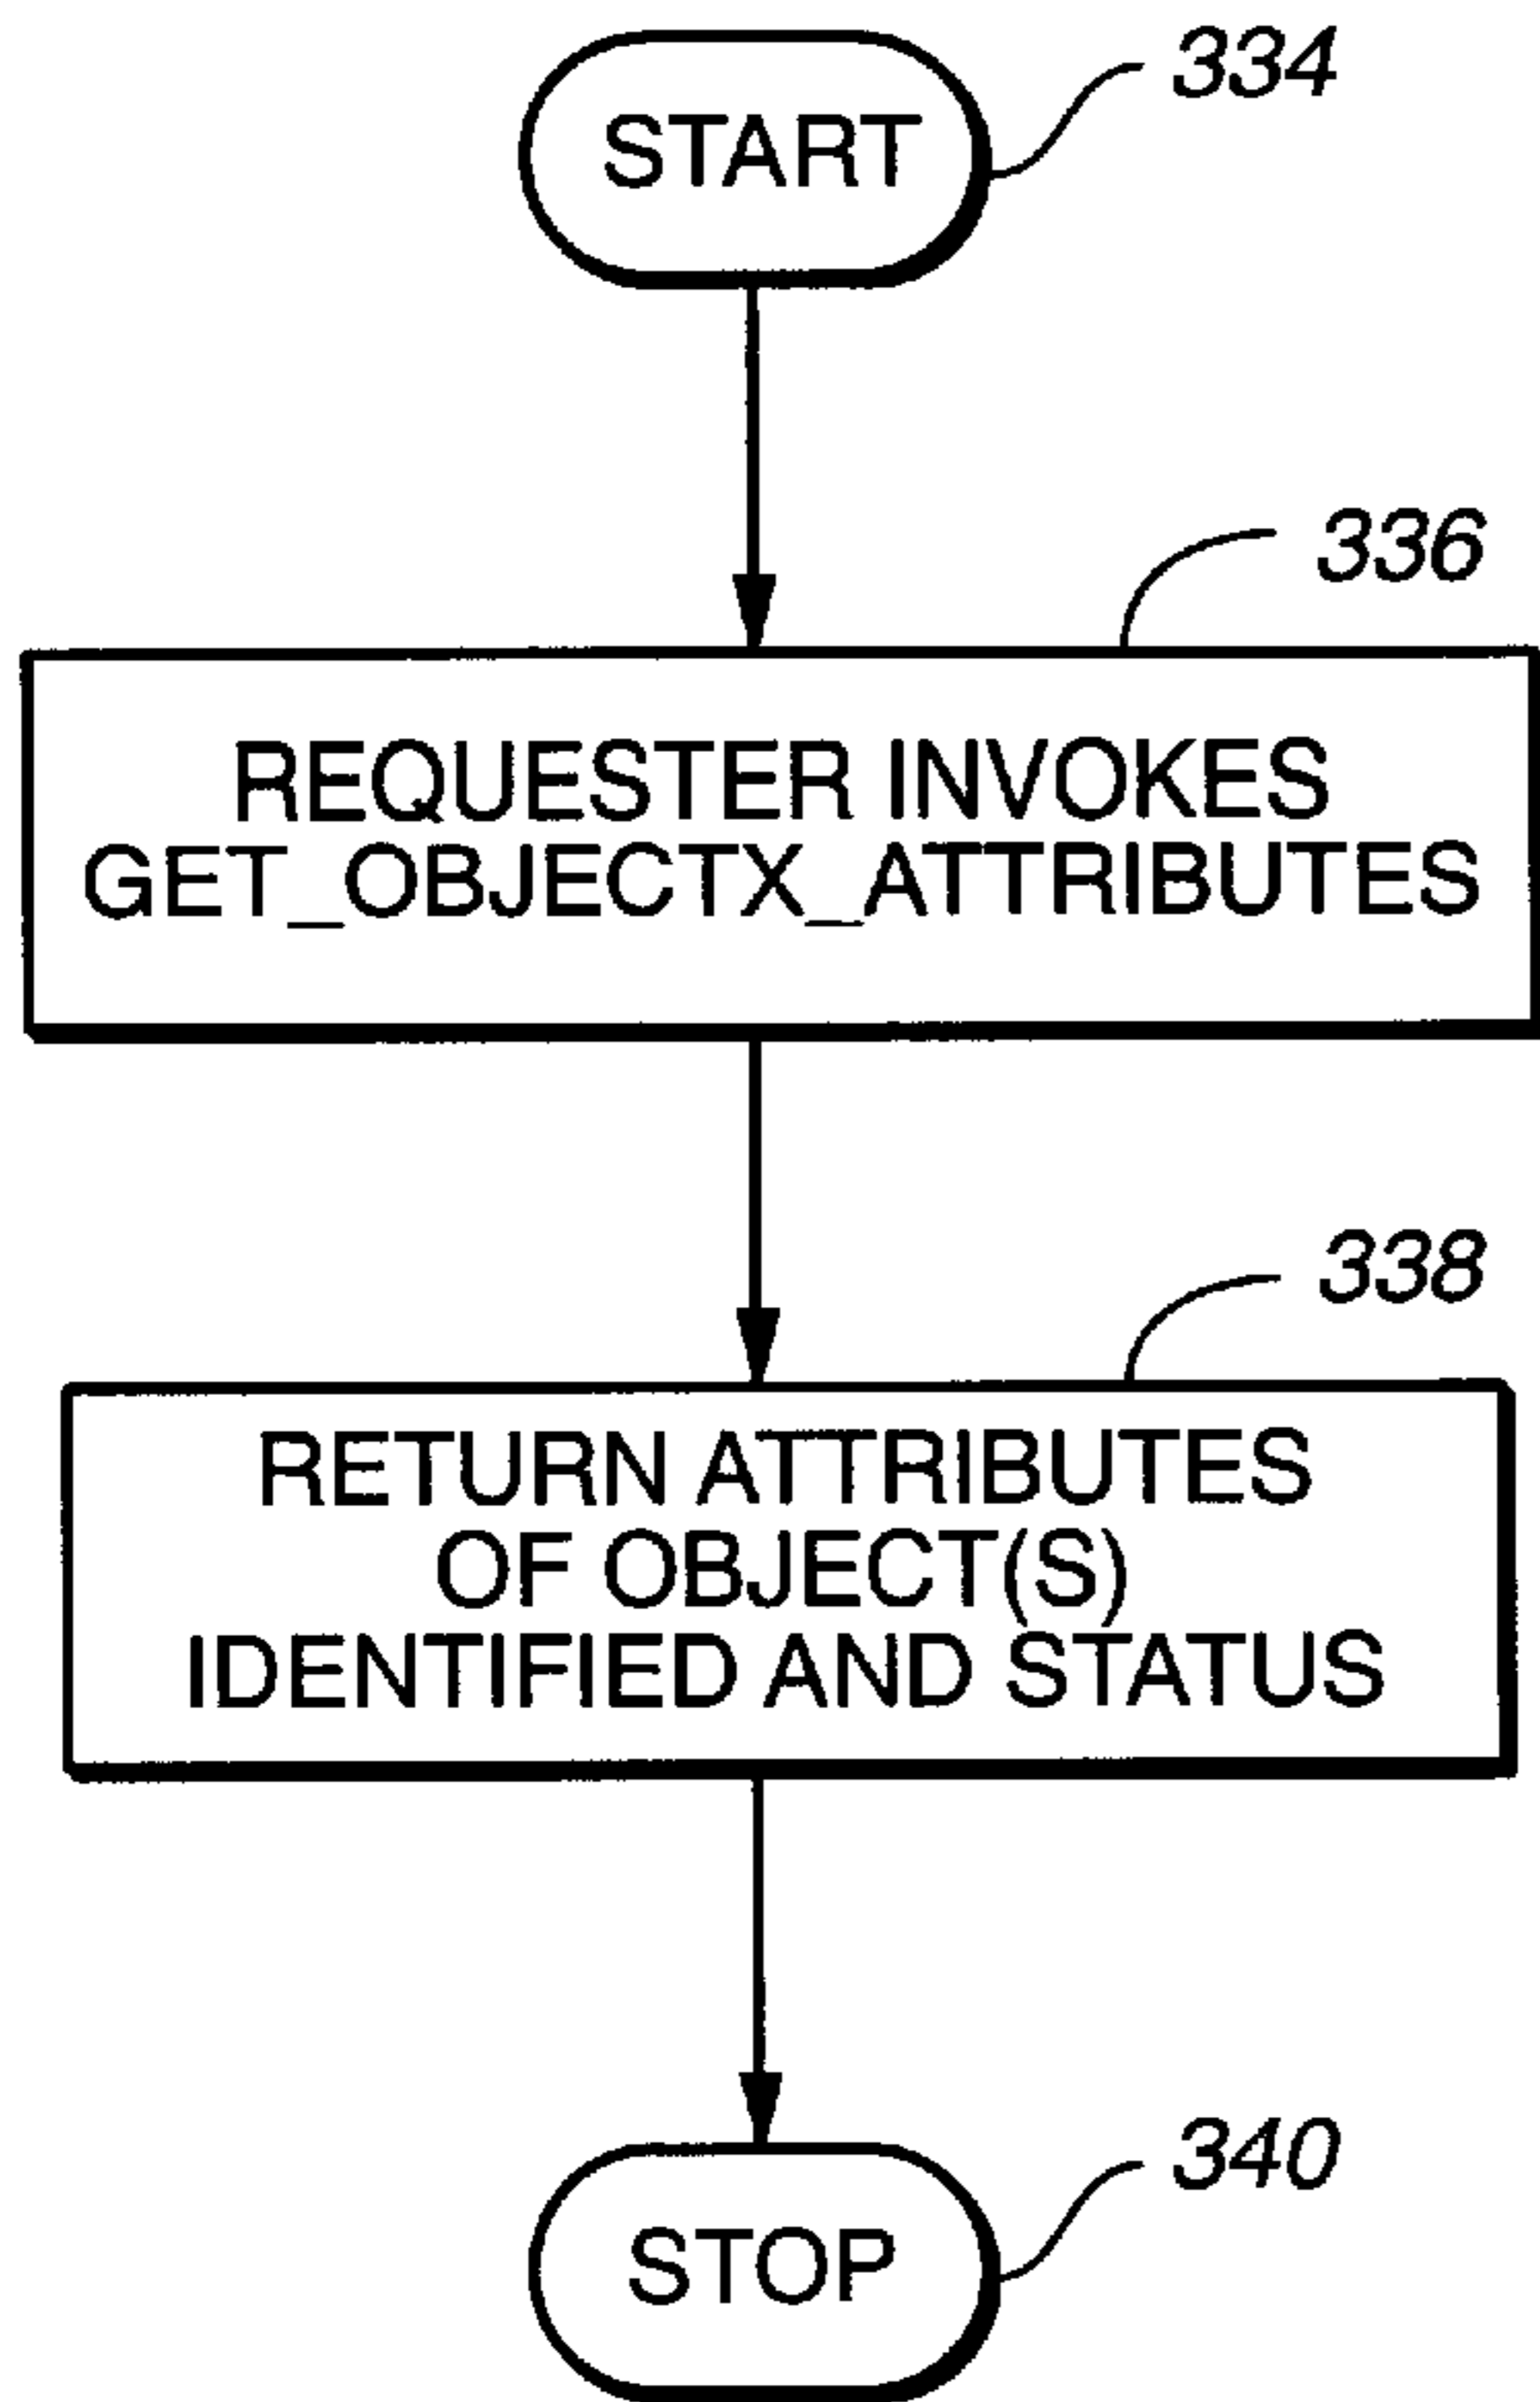 START
334
336
REQUESTER INVOKES
GET_OBJECTX_ATTRIBUTES
338
RETURN ATTRIBUTES
OF OBJECT(S)
IDENTIFIED AND STATUS
340
STOP